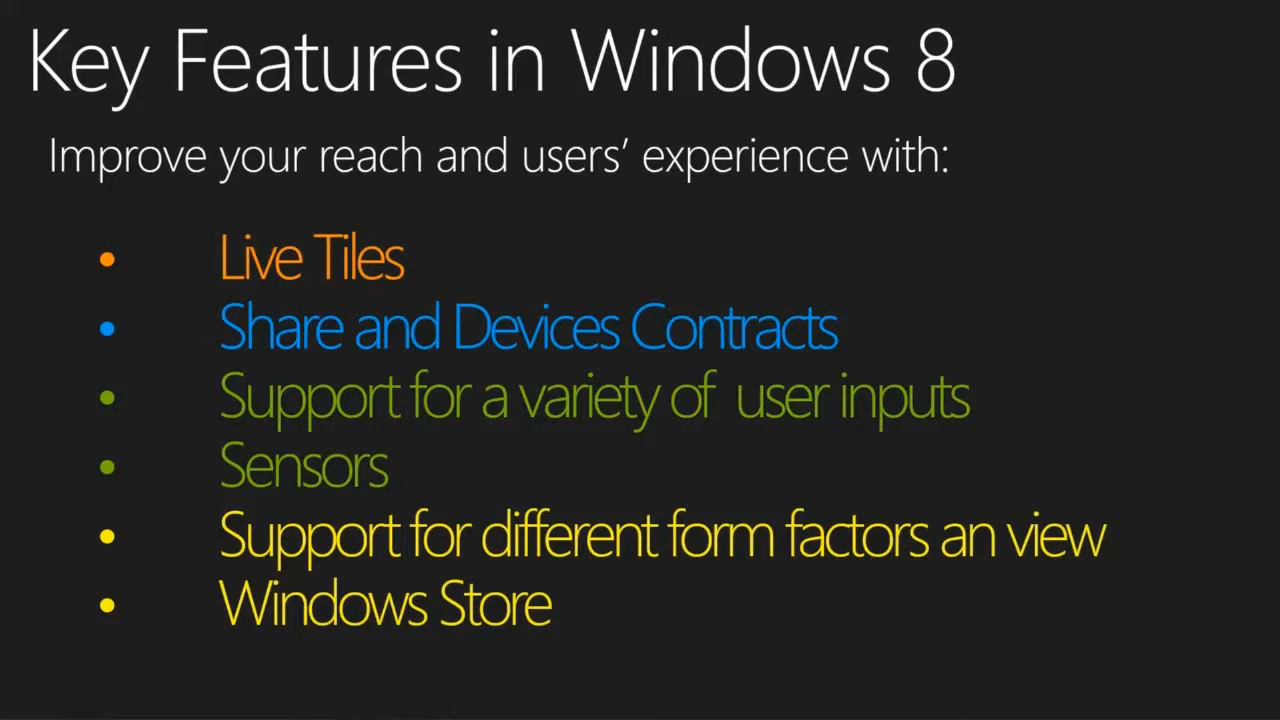 Key Features in Windows 8
Improve your reach and users’ experience with:
• Live Tiles
• Share and Devices Contracts
• Support for a variety of  user inputs
• Sensors
• Support for different form factors an view
• Windows Store